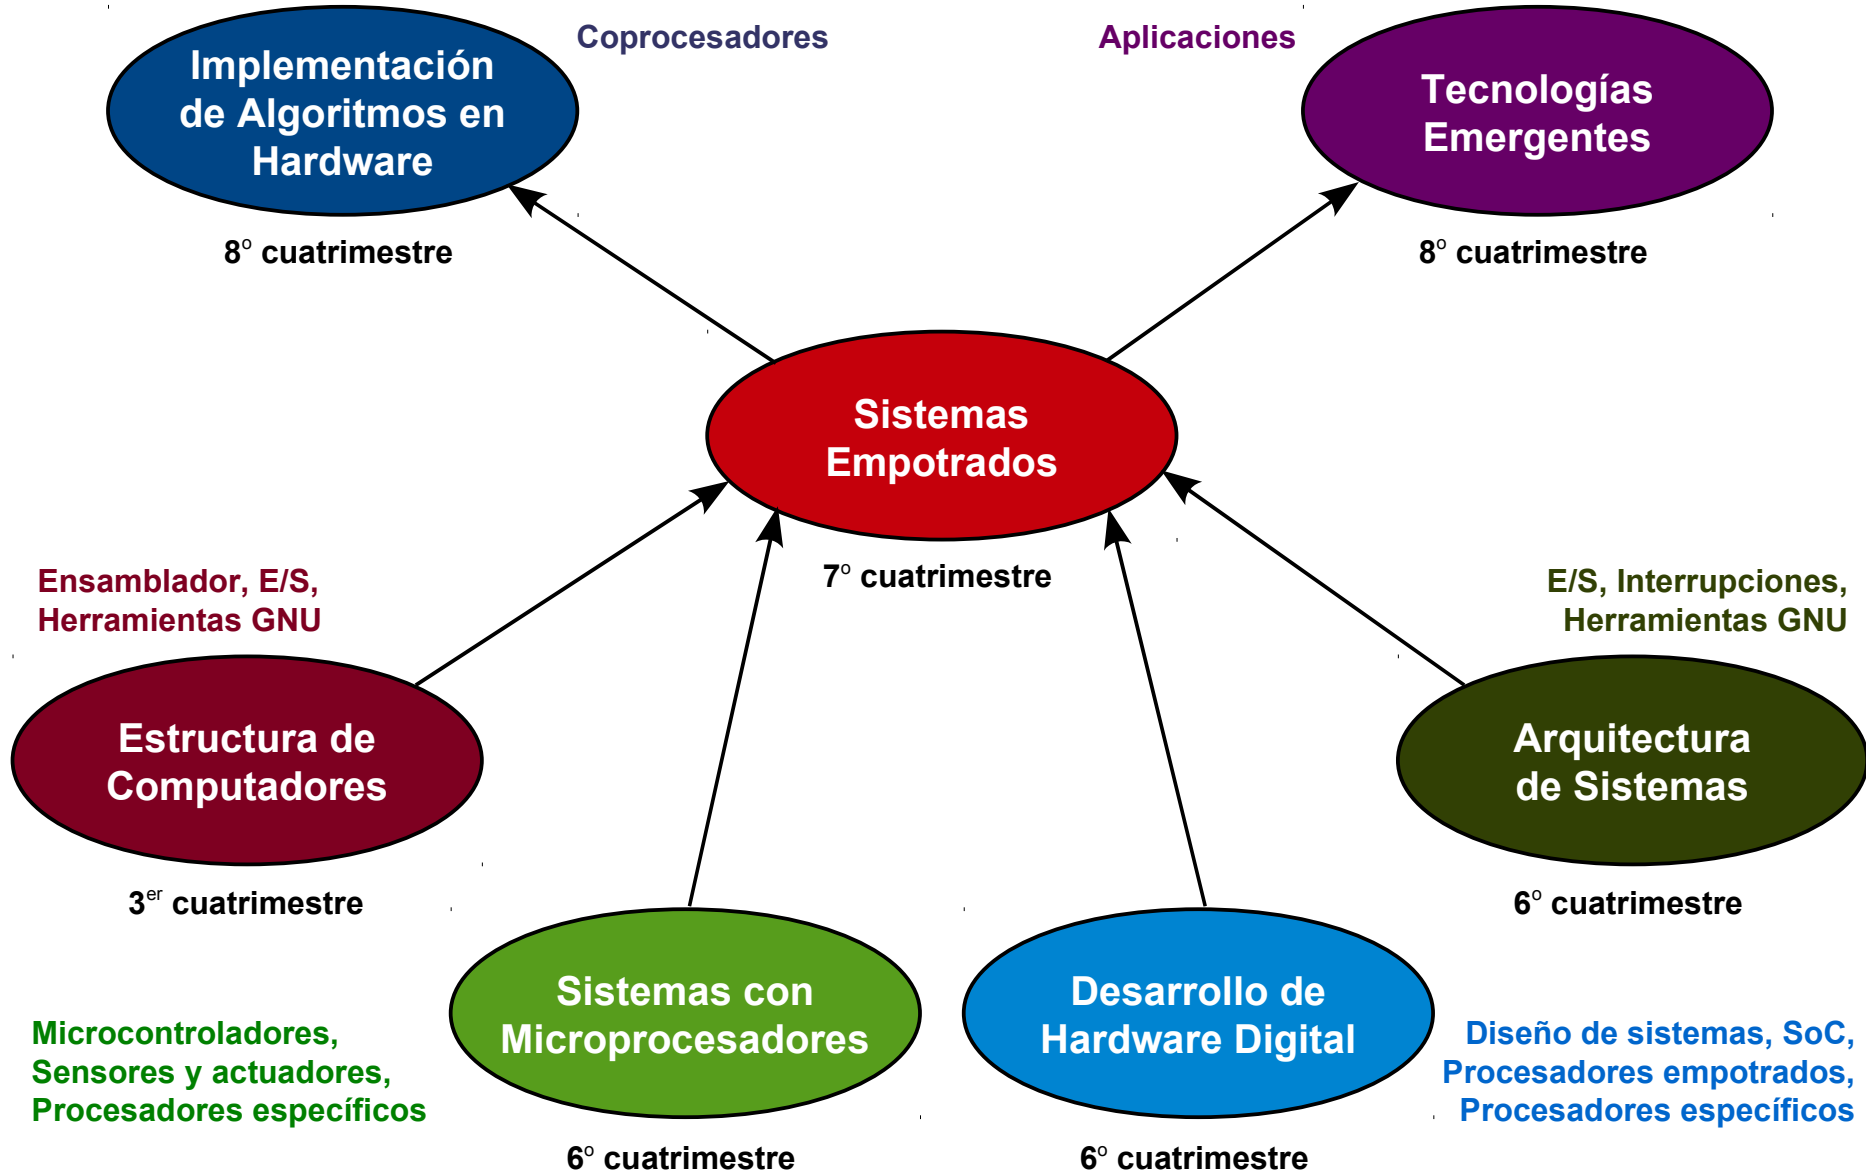 Implementación
de Algoritmos en
Hardware
8º cuatrimestre
Coprocesadores
Aplicaciones
Tecnologías
Emergentes
8º cuatrimestre
Sistemas
Empotrados
7º cuatrimestre
Ensamblador, E/S,
Herramientas GNU
Estructura de
Computadores
3er cuatrimestre
E/S, Interrupciones,
Herramientas GNU
Arquitectura
de Sistemas
6º cuatrimestre
Microcontroladores,
Sensores y actuadores,
Procesadores específicos
Sistemas con
Microprocesadores
6º cuatrimestre
Desarrollo de
Hardware Digital
6º cuatrimestre
Diseño de sistemas, SoC,
Procesadores empotrados,
Procesadores específicos